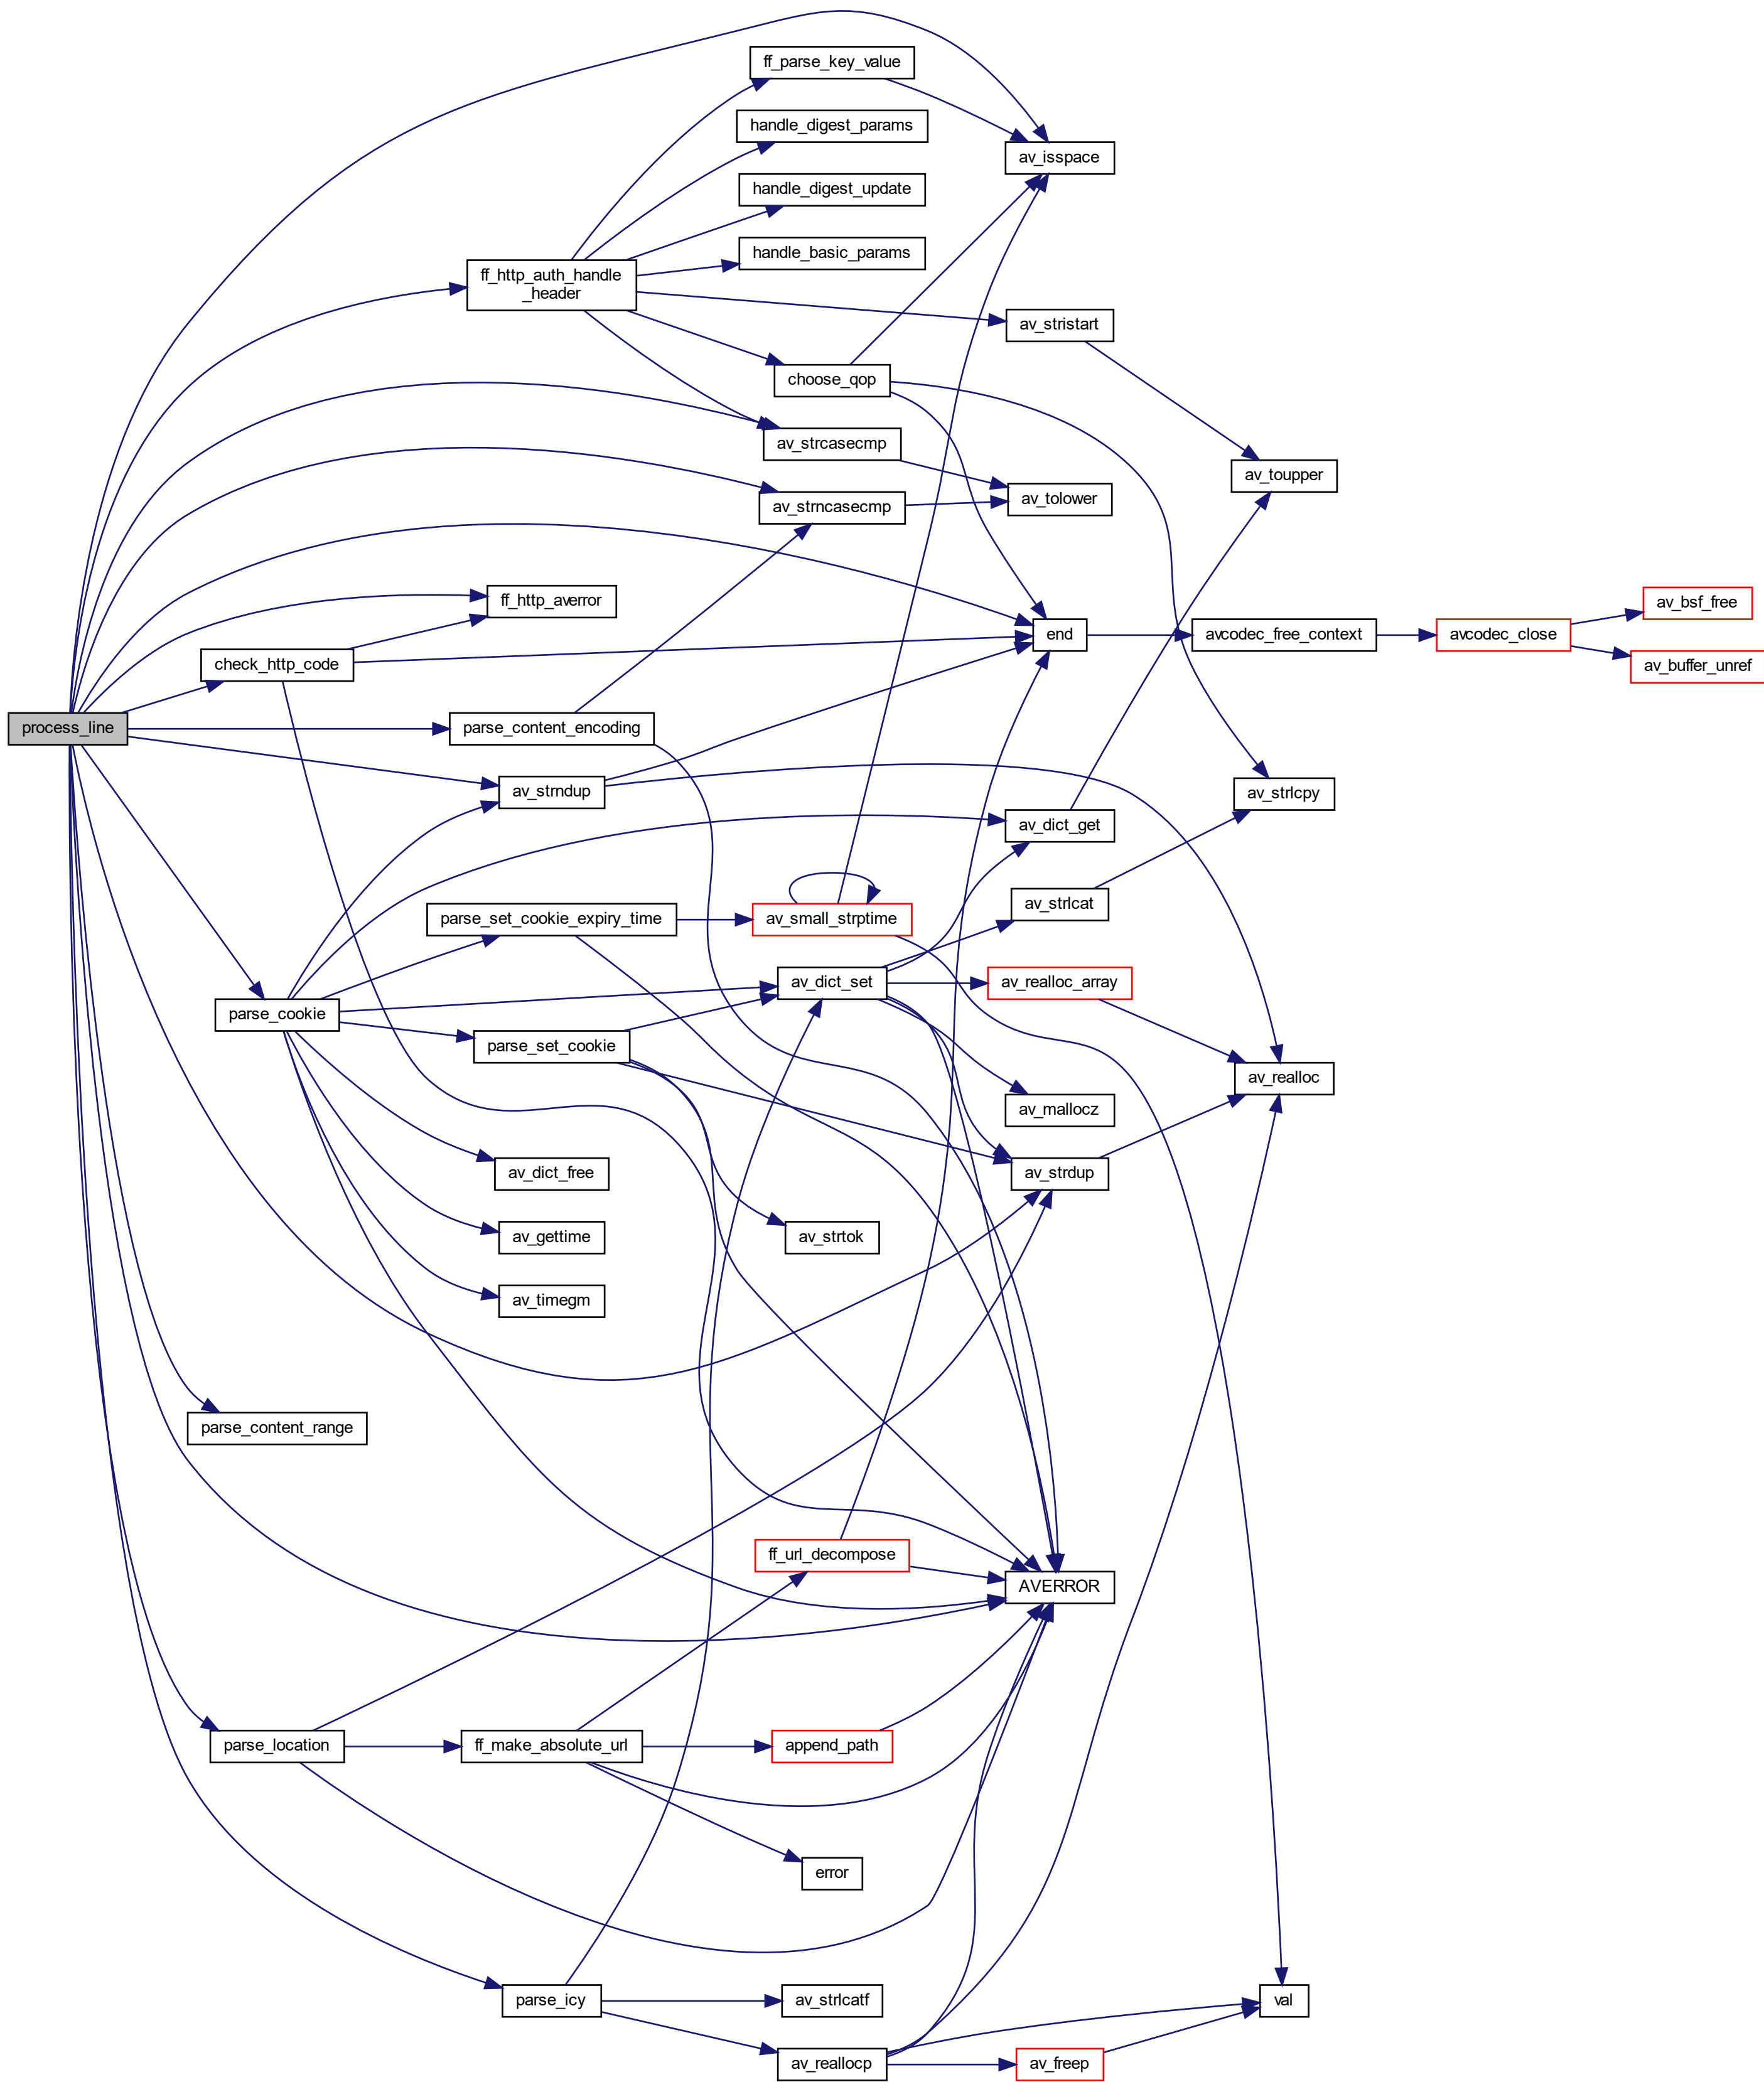 ff_parse_key_value
handle_digest_params
av_isspace
handle_digest_update
handle_basic_params
ff_http_auth_handle
_header
av_stristart
choose_qop
av_strcasecmp
av_toupper
av_tolower
av_strncasecmp
ff_http_averror
av_bsf_free
end
avcodec_free_context
avcodec_close
check_http_code
av_buffer_unref
process_line
parse_content_encoding
av_strndup
av_strlcpy
av_dict_get
av_strlcat
parse_set_cookie_expiry_time
av_small_strptime
av_dict_set
av_realloc_array
parse_cookie
parse_set_cookie
av_realloc
av_mallocz
av_dict_free
av_strdup
av_gettime
av_strtok
av_timegm
parse_content_range
ff_url_decompose
AVERROR
parse_location
ff_make_absolute_url
append_path
error
parse_icy
av_strlcatf
val
av_reallocp
av_freep